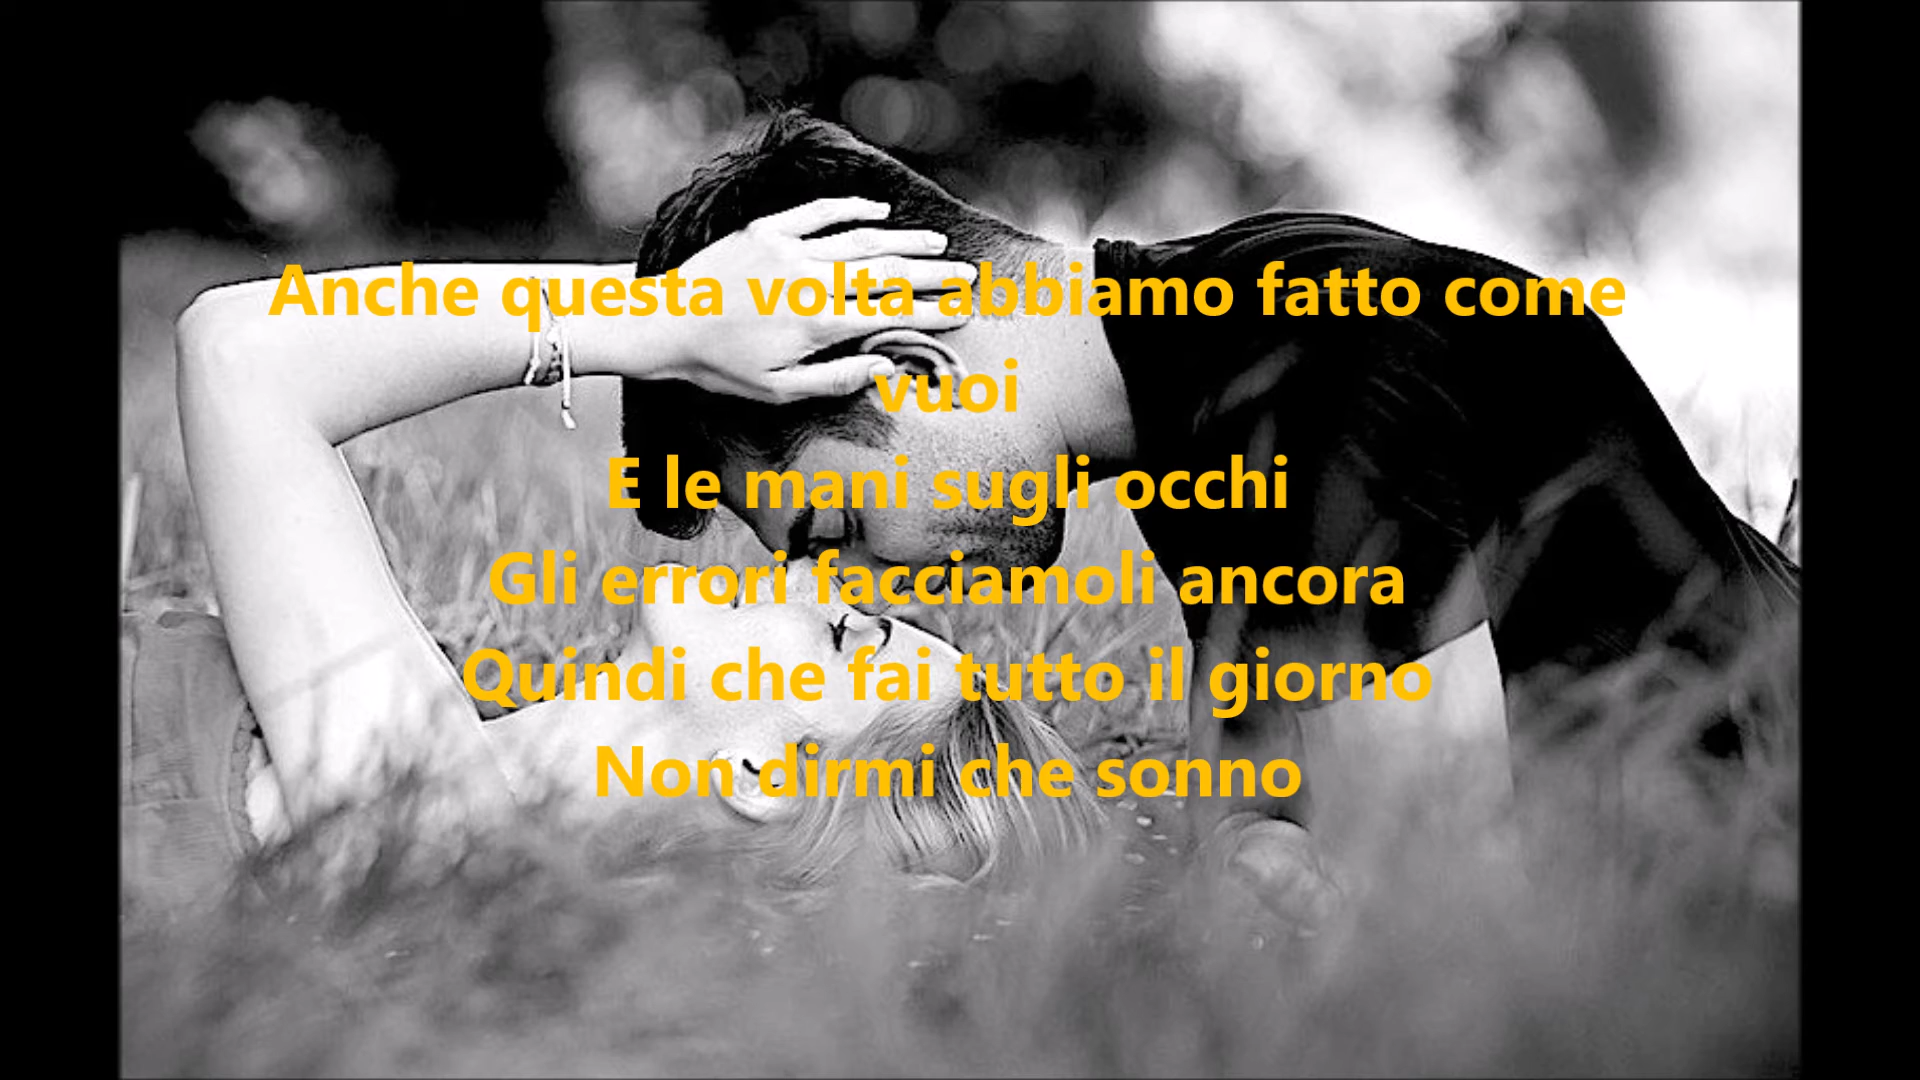 Anche questa volta abbiamo fatto come
vuoi
E le mani sugli occhi
Gli errori facciamoli ancora
Quindi che fai tutto il giorno
Non dirmi che sonno